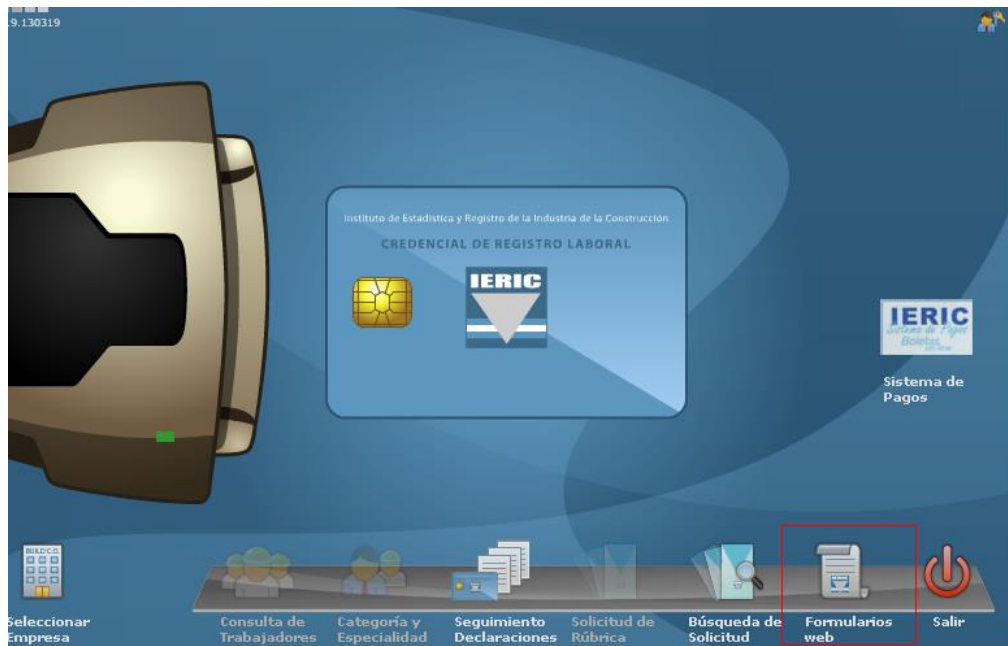 9.130319
Instituto de Estadística y Registro de la Industria de la Construcción
CREDENCIAL DE REGISTRO LABORAL
IERIC
IERIC
Sistema de Pagos
Boletas
Sistema de
Pagos
BUILD C.O.
Seleccionar
Empresa
Consulta de
Trabajadores
Categoría y
Especialidad
Seguimiento
Declaraciones
Solicitud de
Rúbrica
Búsqueda de
Solicitud
Formularios
web
Salir